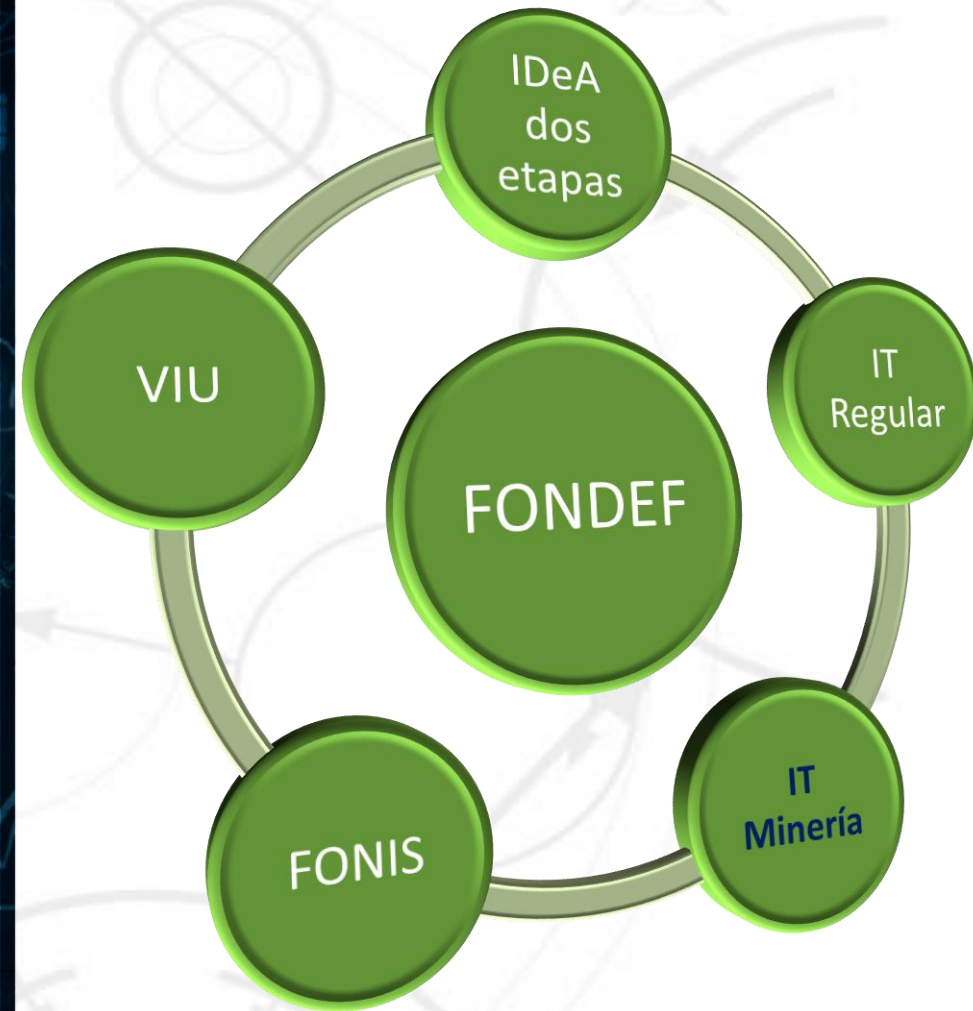 IDeA
dos
etapas
IT
Regular
VIU
FONDEF
IT
Minería
FONIS